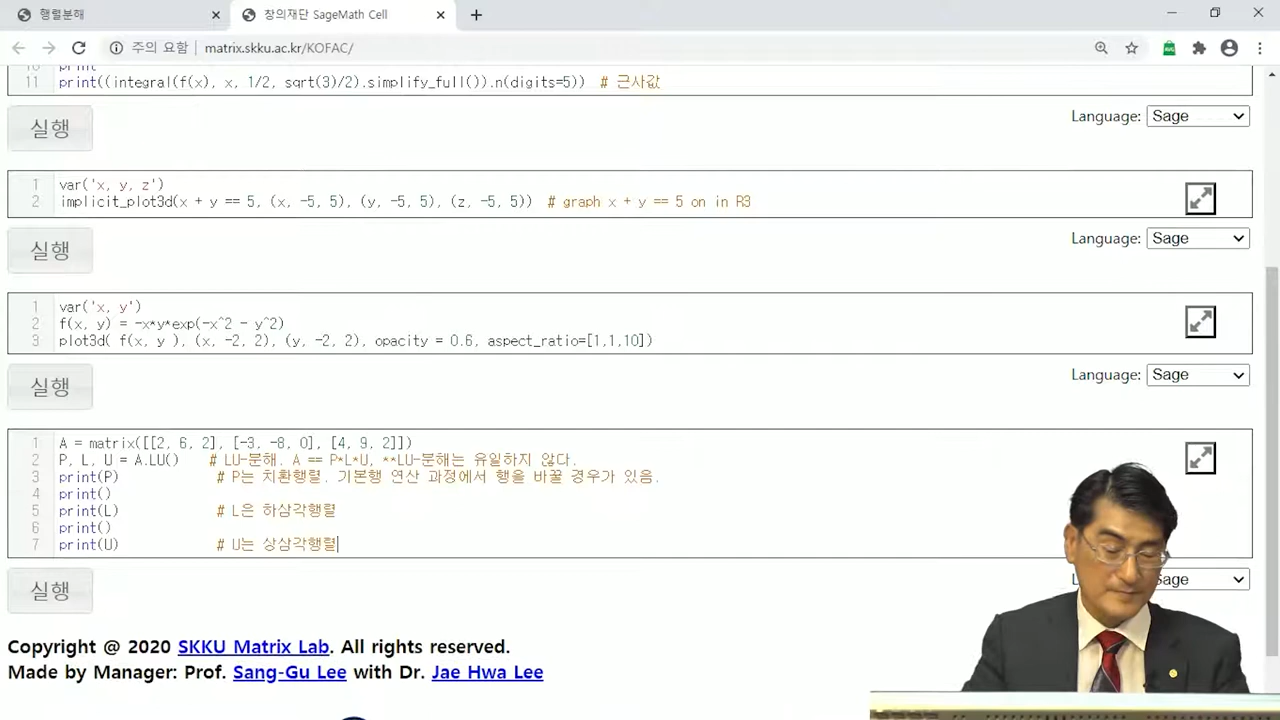 행렬분해
창의재단 SageMath Cell
주의 요함 matrix.skku.ac.kr/KOFAC/
11 print((integral(f(x), x, 1/2, sqrt(3)/2).simplify_full()).n(digits=5)) # 근사값
실행
Language: Sage
1 var('x, y, z')
2 implicit_plot3d(x + y == 5, (x, -5, 5), (y, -5, 5), (z, -5, 5)) # graph x + y == 5 on in R3
실행
Language: Sage
1 var('x, y')
2 f(x, y) = -x*y*exp(-x^2 - y^2)
3 plot3d( f(x, y ), (x, -2, 2), (y, -2, 2), opacity = 0.6, aspect_ratio=[1,1,10])
실행
Language: Sage
1 A = matrix([[2, 6, 2], [-3, -8, 0], [4, 9, 2]])
2 P, L, U = A.LU() # LU-분해. A == P*L*U, **LU-분해는 유일하지 않다.
3 print(P) # P는 치환행렬. 기본행 연산 과정에서 행을 바꿀 경우가 있음.
4 print()
5 print(L) # L은 하삼각행렬
6 print()
7 print(U) # U는 상삼각행렬
실행
Sage
Copyright @ 2020 SKKU Matrix Lab. All rights reserved.
Made by Manager: Prof. Sang-Gu Lee with Dr. Jae Hwa Lee